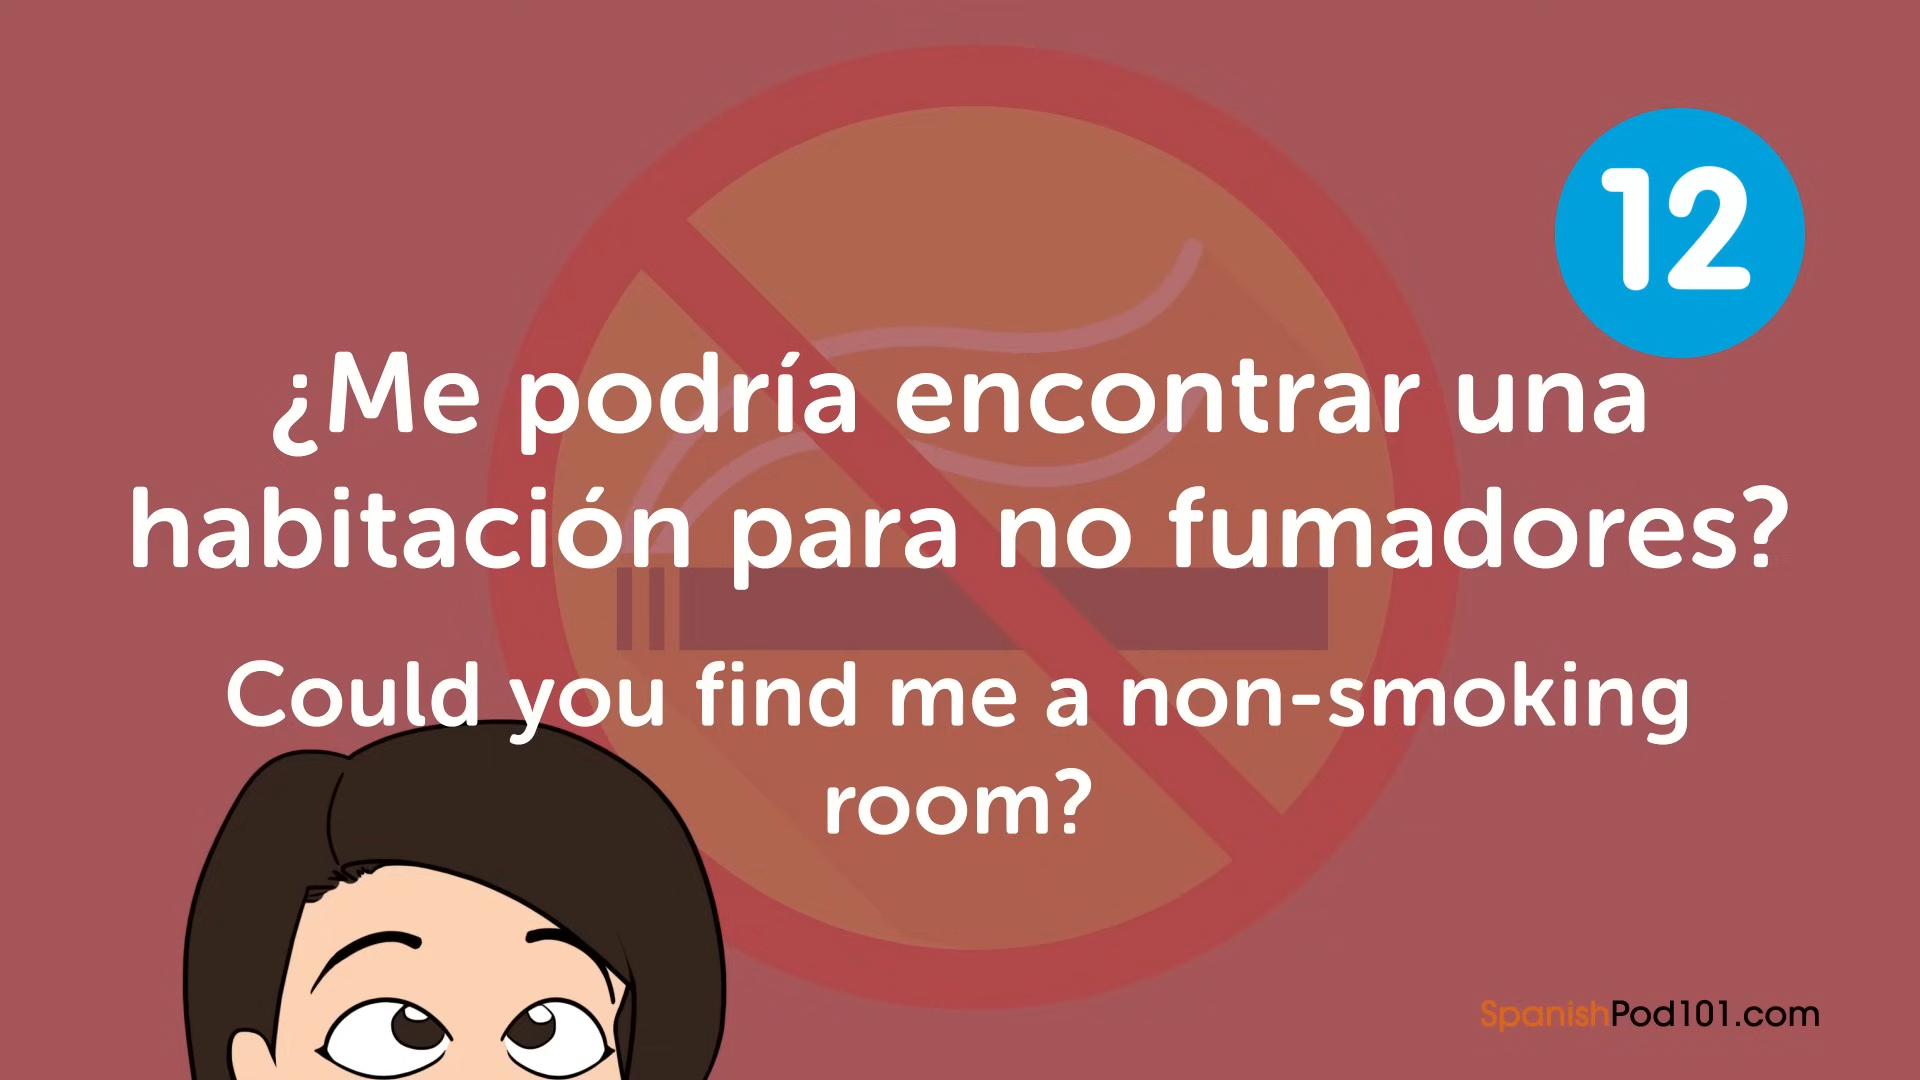 12
¿Me podría encontrar una
habitación para no fumadores?
Could you find me a non-smoking
room?
SpanishPod101.com